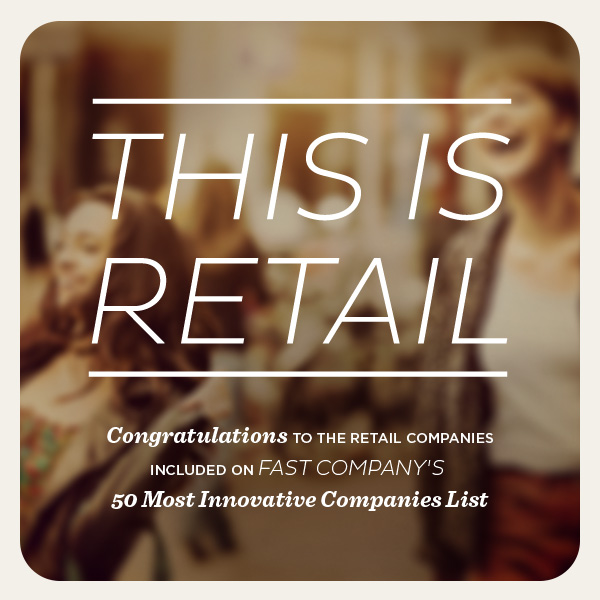 THIS IS
RETAIL
Congratulations TO THE RETAIL COMPANIES
INCLUDED ON FAST COMPANY'S
50 Most Innovative Companies List